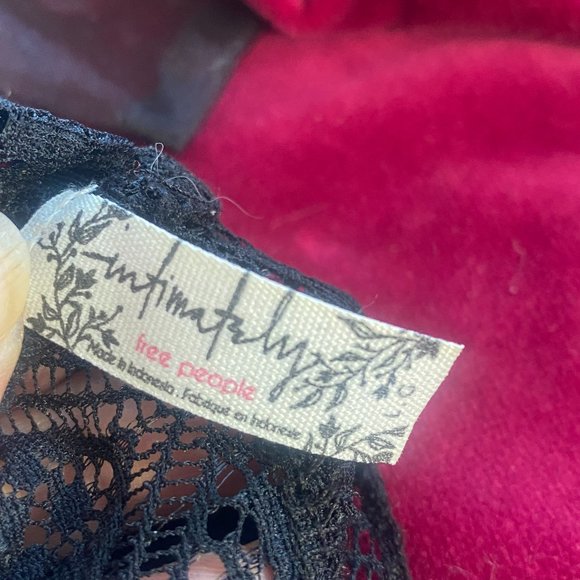 intimately
free people
Made in Indonesia . Fabriqué en Indonésie